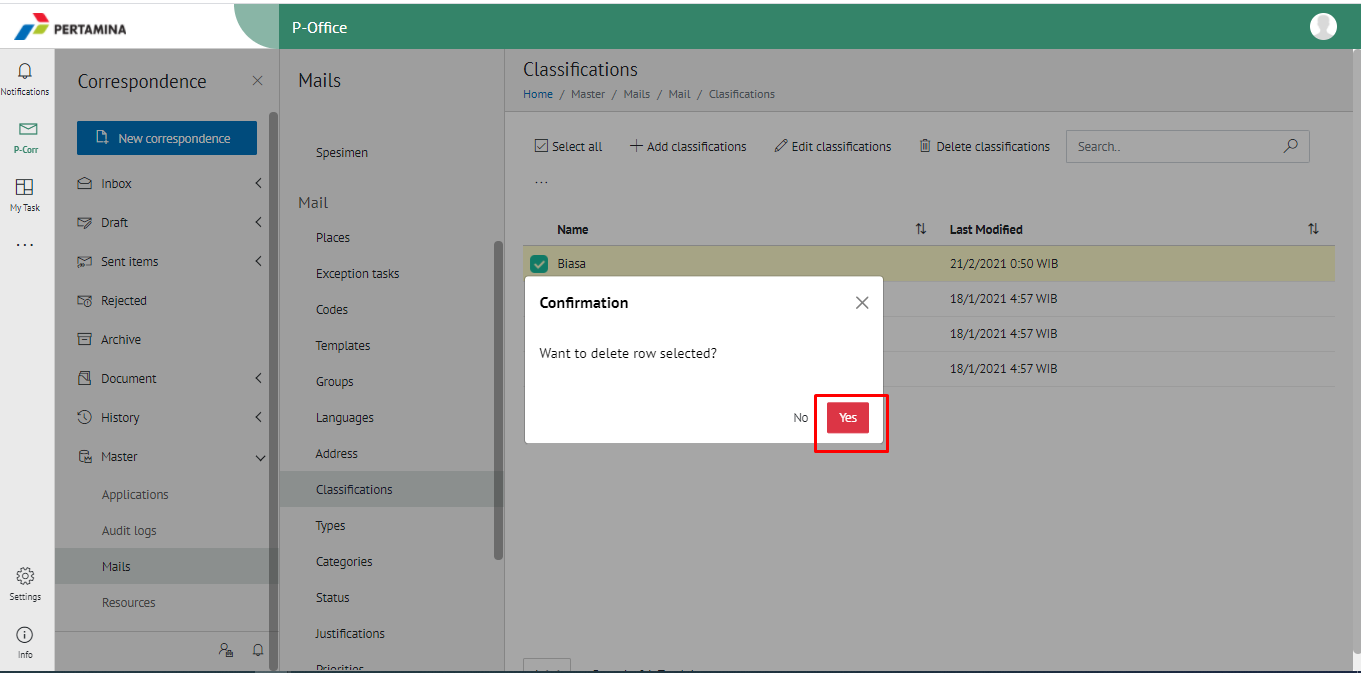 PERTAMINA
P-Office
Notifications
P-Corr
My Task
...
Settings
Info
Correspondence
New correspondence
Inbox
Draft
Sent items
Rejected
Archive
Document
History
Master
Applications
Audit logs
Mails
Resources
Mails
Spesimen
Mail
Places
Exception tasks
Codes
Templates
Groups
Languages
Address
Classifications
Types
Categories
Status
Justifications
Priorities
Classifications
Home / Master / Mails / Mail / Clasifications
Select all Add classifications Edit classifications Delete classifications Search..
...
Name Last Modified
Biasa 21/2/2021 0:50 WIB
18/1/2021 4:57 WIB
18/1/2021 4:57 WIB
18/1/2021 4:57 WIB
Confirmation
Want to delete row selected?
No Yes